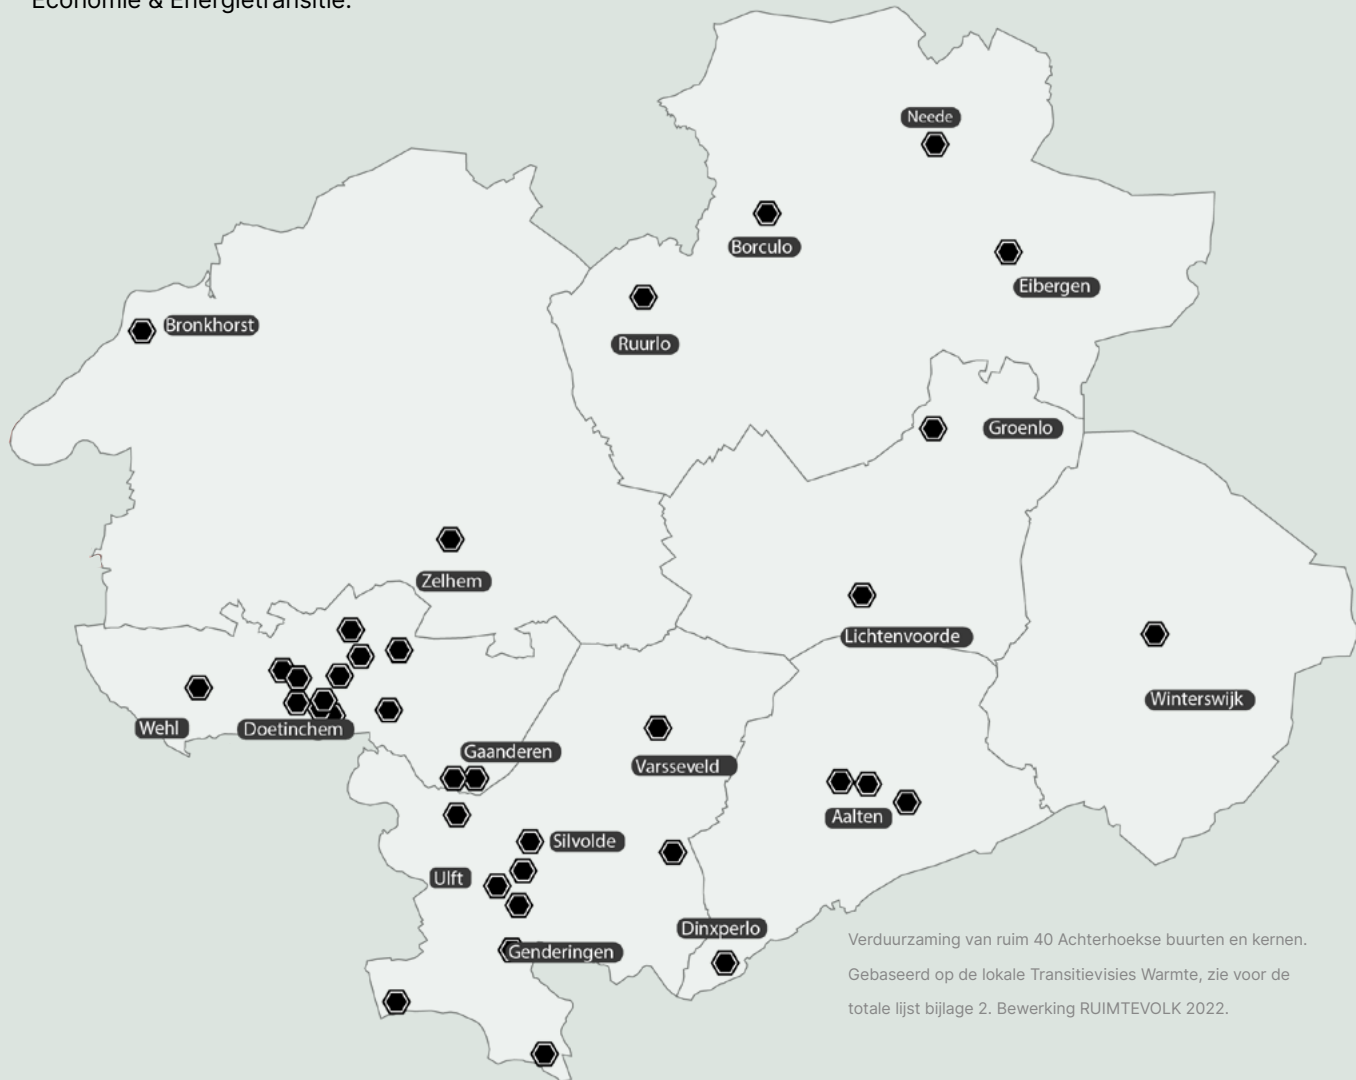 Economie & Energietransitie.
Neede
Borculo
Eibergen
Bronkhorst
Ruurlo
Groenlo
Zelhem
Lichtenvoorde
Winterswijk
Wehl
Doetinchem
Gaanderen
Varsseveld
Aalten
Silvolde
Ulft
Dinxperlo
Genderingen
Verduurzaming van ruim 40 Achterhoekse buurten en kernen.
Gebaseerd op de lokale Transitievisies Warmte, zie voor de
totale lijst bijlage 2. Bewerking RUIMTEVOLK 2022.